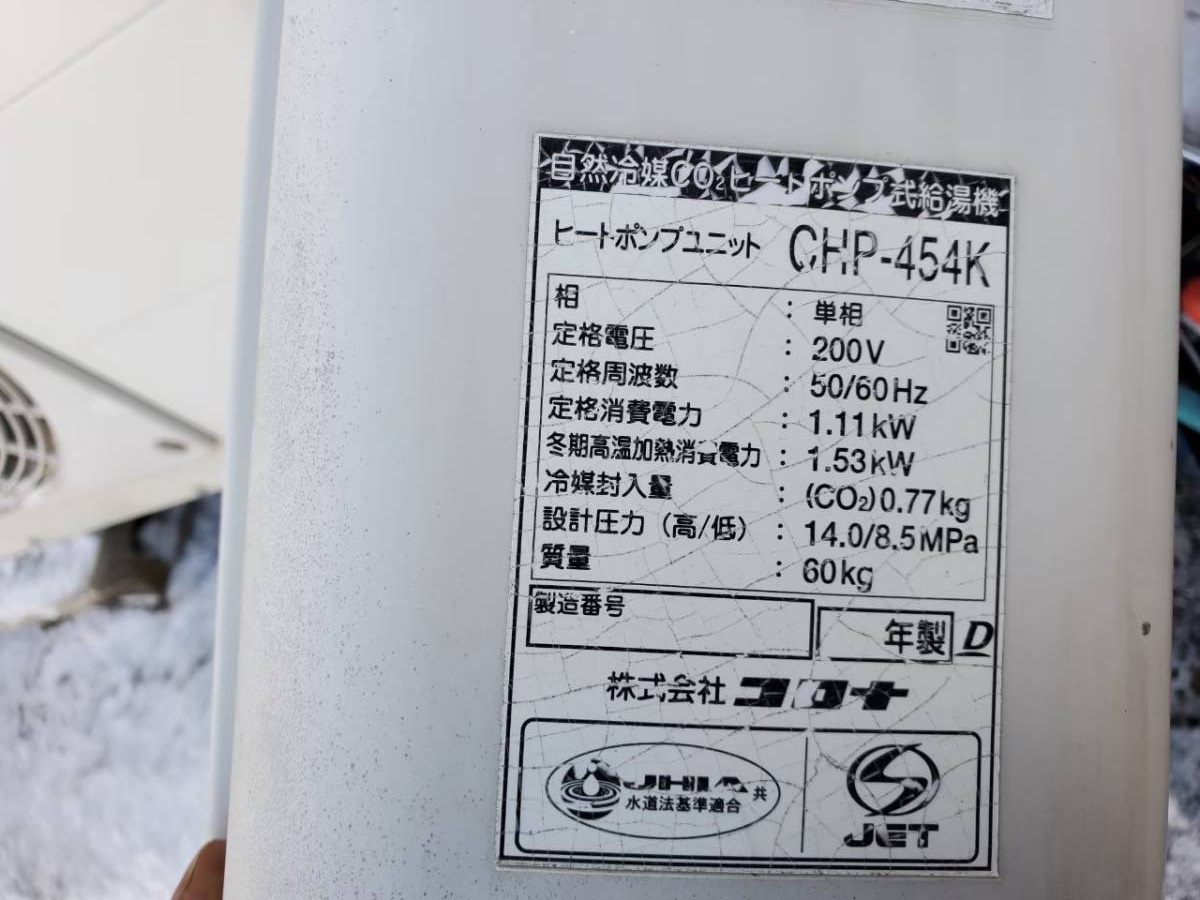 自然冷媒CO₂ヒートポンプ式給湯機
ヒートポンプユニット CHP-454K
相 : 単相
定格電圧 : 200V
定格周波数 : 50/60Hz
定格消費電力 : 1.11kW
冬期高温加熱消費電力 : 1.53kW
冷媒封入量 : (CO₂)0.77kg
設計圧力(高/低) : 14.0/8.5MPa
質量 : 60kg
製造番号
年製 D
株式会社コロナ
JHIA
水道法基準適合 共
JET